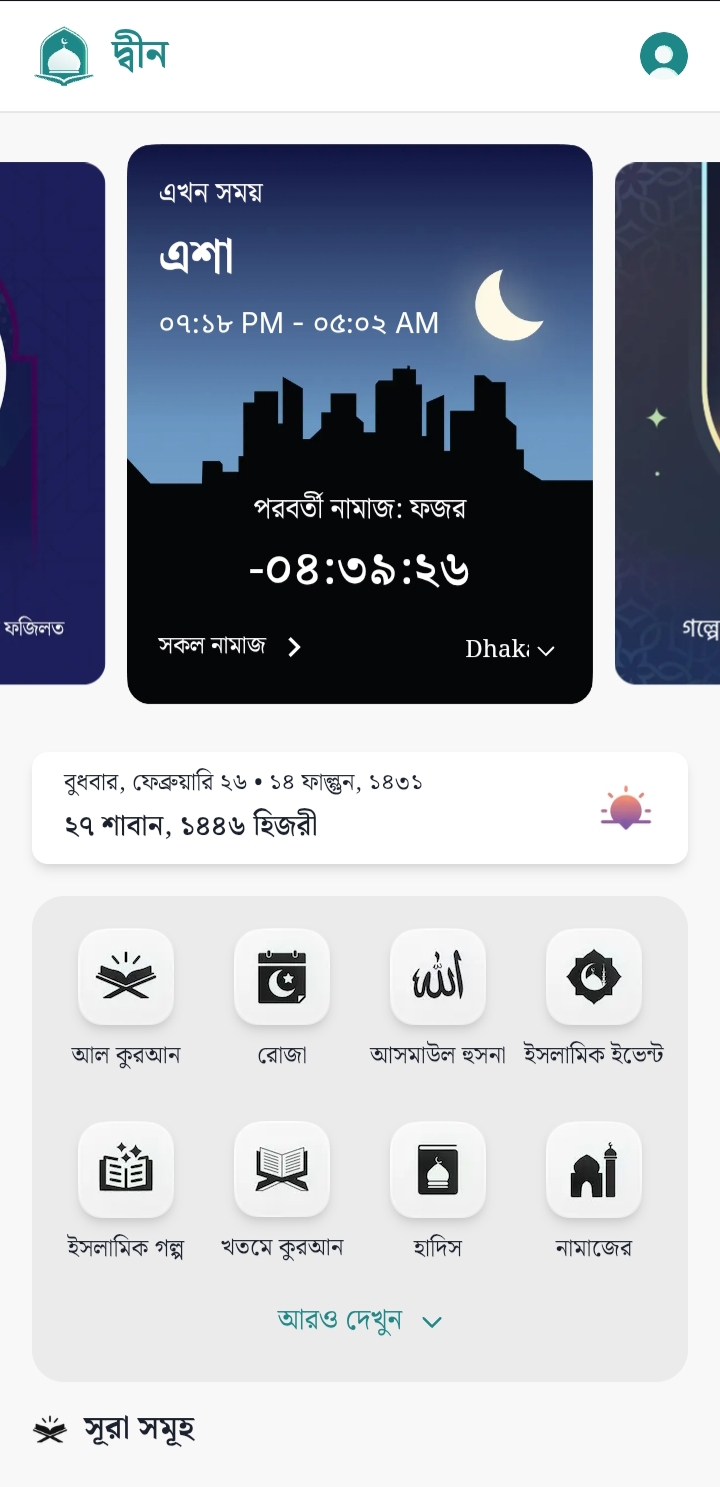 দ্বীন
এখন সময়
এশা
০৭:১৮ PM - ০৫:০২ AM
পরবর্তী নামাজ: ফজর
-০৪:৩৯:২৬
সকল নামাজ
Dhak
ফজিলত
গল্পে
বুধবার, ফেব্রুয়ারি ২৬ • ১৪ ফাল্গুন, ১৪৩১
২৭ শাবান, ১৪৪৬ হিজরী
আল কুরআন রোজা আসমাউল হুসনা ইসলামিক ইভেন্ট
ইসলামিক গল্প খতমে কুরআন হাদিস নামাজের
আরও দেখুন
সূরা সমূহ